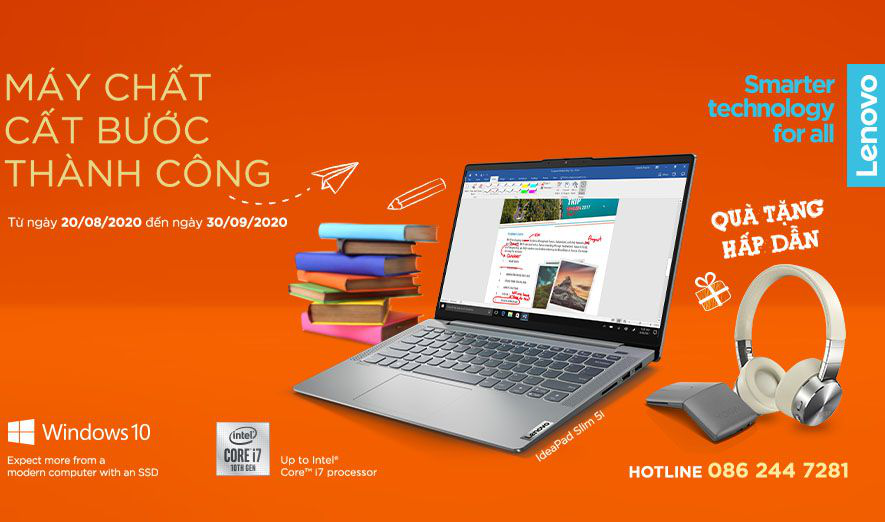 MÁY CHẤT
CẤT BƯỚC
THÀNH CÔNG
Từ ngày 20/08/2020 đến ngày 30/09/2020
Smarter
technology
for all
Lenovo
QUÀ TẶNG
HẤP DẪN
TRIP
Lenovo
IdeaPad Slim 5i
Windows 10
Expect more from a
modern computer with an SSD
intel
CORE i7
10TH GEN
Up to Intel®
Core™ i7 processor
HOTLINE 086 244 7281